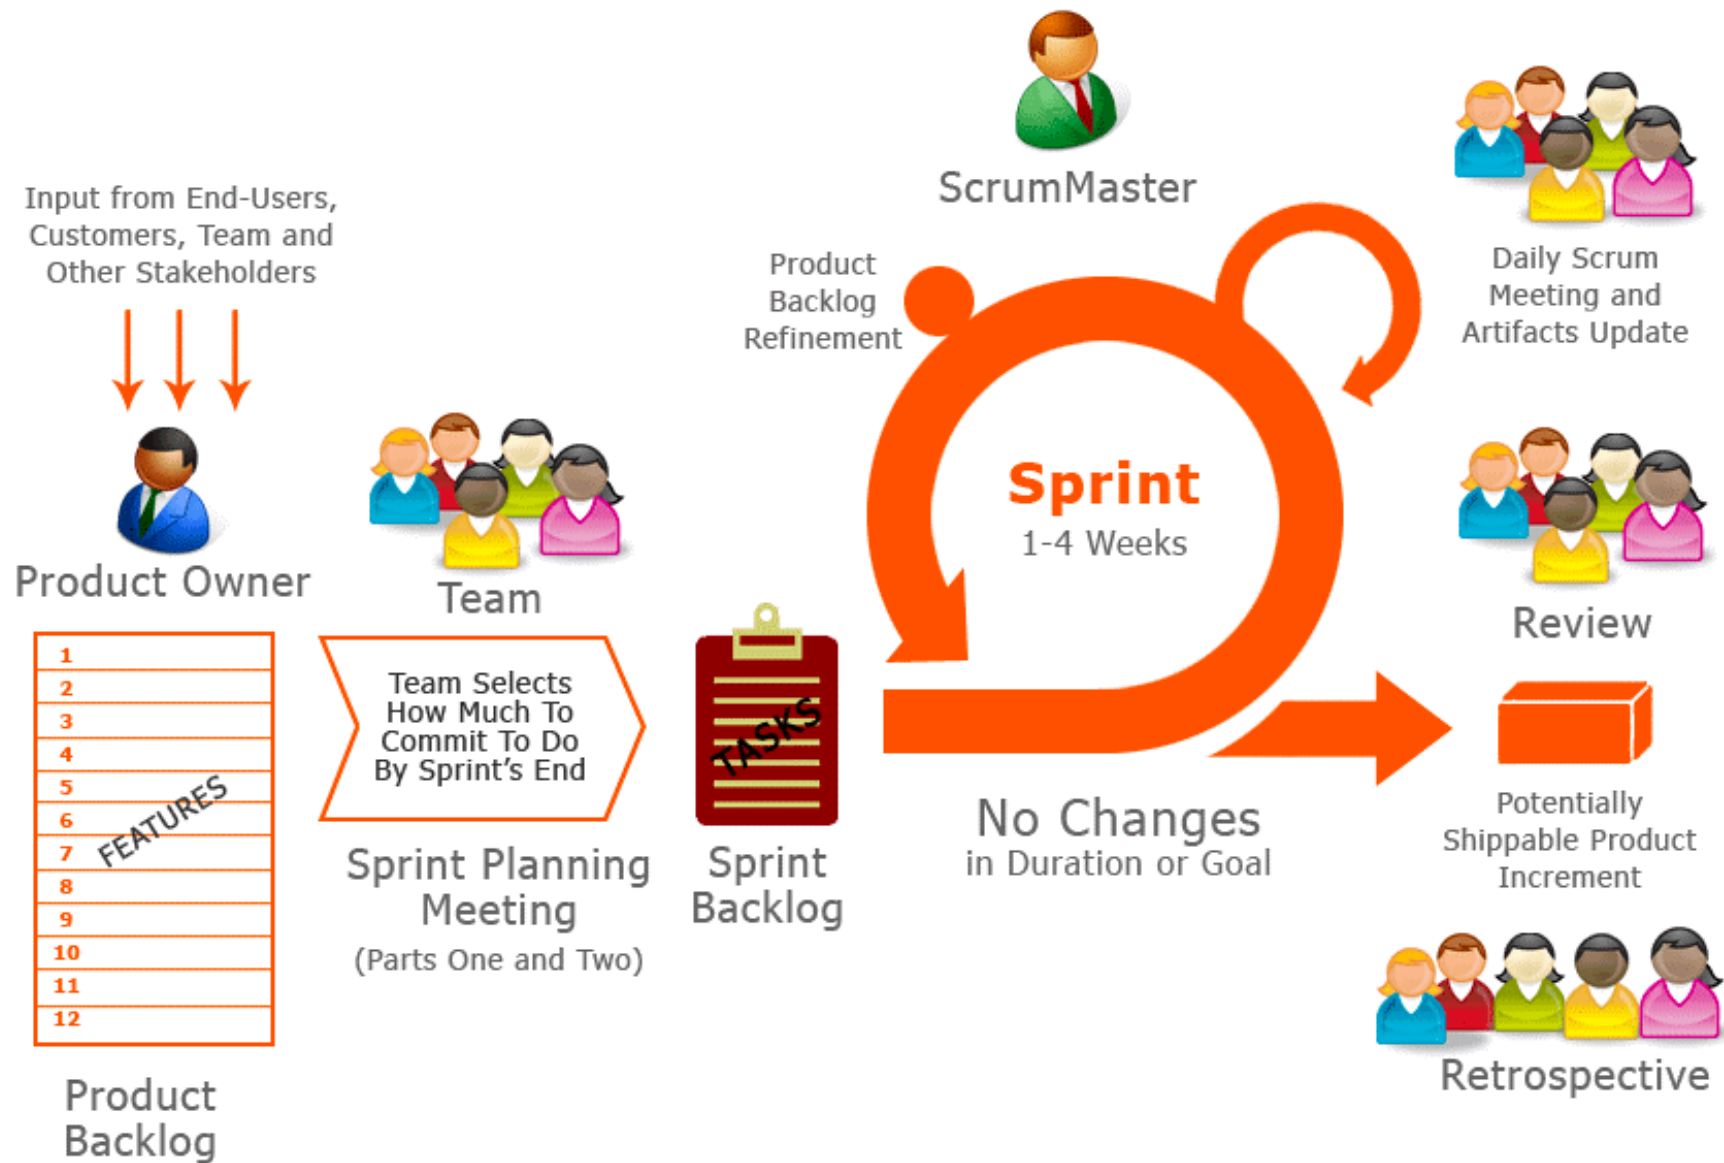 Input from End-Users,
Customers, Team and
Other Stakeholders
Product Owner
1
2
3
4
5
6
7
8
9
10
11
12
FEATURES
Product
Backlog
Team
Team Selects
How Much To
Commit To Do
By Sprint's End
Sprint Planning
Meeting
(Parts One and Two)
TASKS
Sprint
Backlog
ScrumMaster
Product
Backlog
Refinement
Sprint
1-4 Weeks
No Changes
in Duration or Goal
Daily Scrum
Meeting and
Artifacts Update
Review
Potentially
Shippable Product
Increment
Retrospective